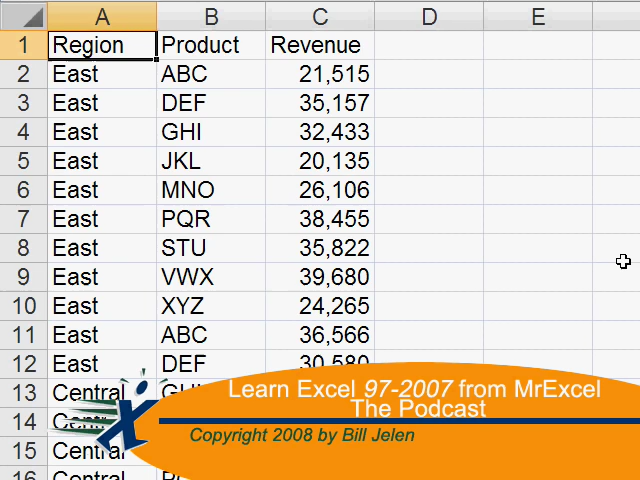 A B C D E
1 Region Product Revenue
2 East ABC 21,515
3 East DEF 35,157
4 East GHI 32,433
5 East JKL 20,135
6 East MNO 26,106
7 East PQR 38,455
8 East STU 35,822
9 East VWX 39,680
10 East XYZ 24,265
11 East ABC 36,566
12 East DEF 30,580
13 Central
14 Central
15 Central
16 Central
Learn Excel 97-2007 from MrExcel
The Podcast
Copyright 2008 by Bill Jelen